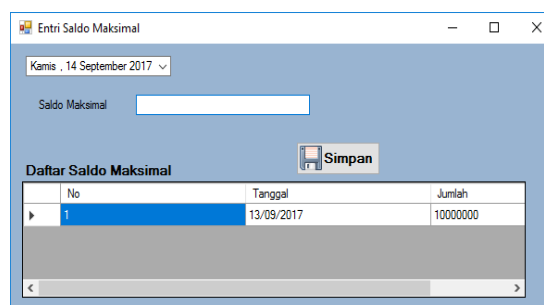 Entri Saldo Maksimal
Kamis , 14 September 2017
Saldo Maksimal
Simpan
Daftar Saldo Maksimal
No Tanggal Jumlah
1 13/09/2017 10000000